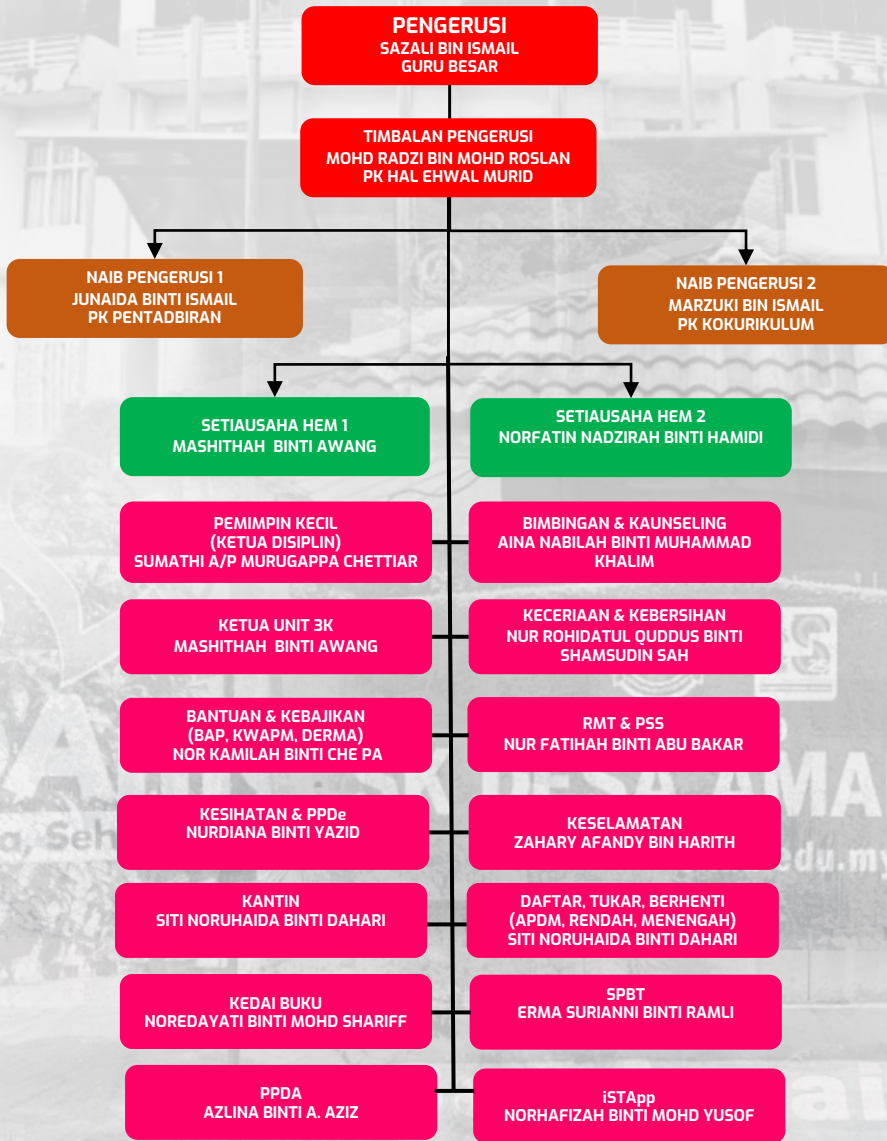 PENGERUSI
SAZALI BIN ISMAIL
GURU BESAR
TIMBALAN PENGERUSI
MOHD RADZI BIN MOHD ROSLAN
PK HAL EHWAL MURID
NAIB PENGERUSI 1
JUNAIDA BINTI ISMAIL
PK PENTADBIRAN
NAIB PENGERUSI 2
MARZUKI BIN ISMAIL
PK KOKURIKULUM
SETIAUSAHA HEM 1
MASHITHAH BINTI AWANG
SETIAUSAHA HEM 2
NORFATIN NADZIRAH BINTI HAMIDI
PEMIMPIN KECIL
(KETUA DISIPLIN)
SUMATHI A/P MURUGAPPA CHETTIAR
BIMBINGAN & KAUNSELING
AINA NABILAH BINTI MUHAMMAD
KHALIM
KETUA UNIT 3K
MASHITHAH BINTI AWANG
KECERIAAN & KEBERSIHAN
NUR ROHIDATUL QUDDUS BINTI
SHAMSUDIN SAH
BANTUAN & KEBAJIKAN
(BAP, KWAPM, DERMA)
NOR KAMILAH BINTI CHE PA
RMT & PSS
NUR FATIHAH BINTI ABU BAKAR
KESIHATAN & PPDe
NURDIANA BINTI YAZID
KESELAMATAN
ZAHARY AFANDY BIN HARITH
KANTIN
SITI NORUHAIDA BINTI DAHARI
DAFTAR, TUKAR, BERHENTI
(APDM, RENDAH, MENENGAH)
SITI NORUHAIDA BINTI DAHARI
KEDAI BUKU
NOREDAYATI BINTI MOHD SHARIFF
SPBT
ERMA SURIANNI BINTI RAMLI
PPDA
AZLINA BINTI A. AZIZ
iSTApp
NORHAFIZAH BINTI MOHD YUSOF
SK DESA AMA
edu.my